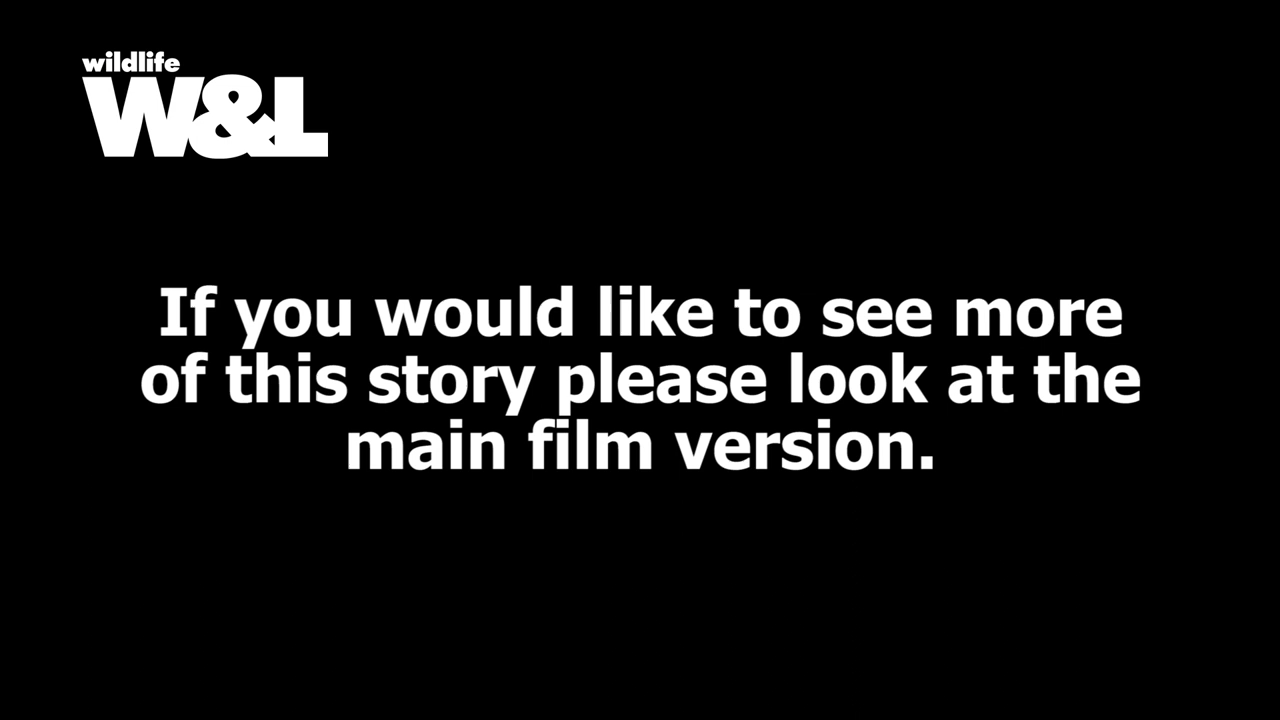 wildlife
W&L
If you would like to see more
of this story please look at the
main film version.